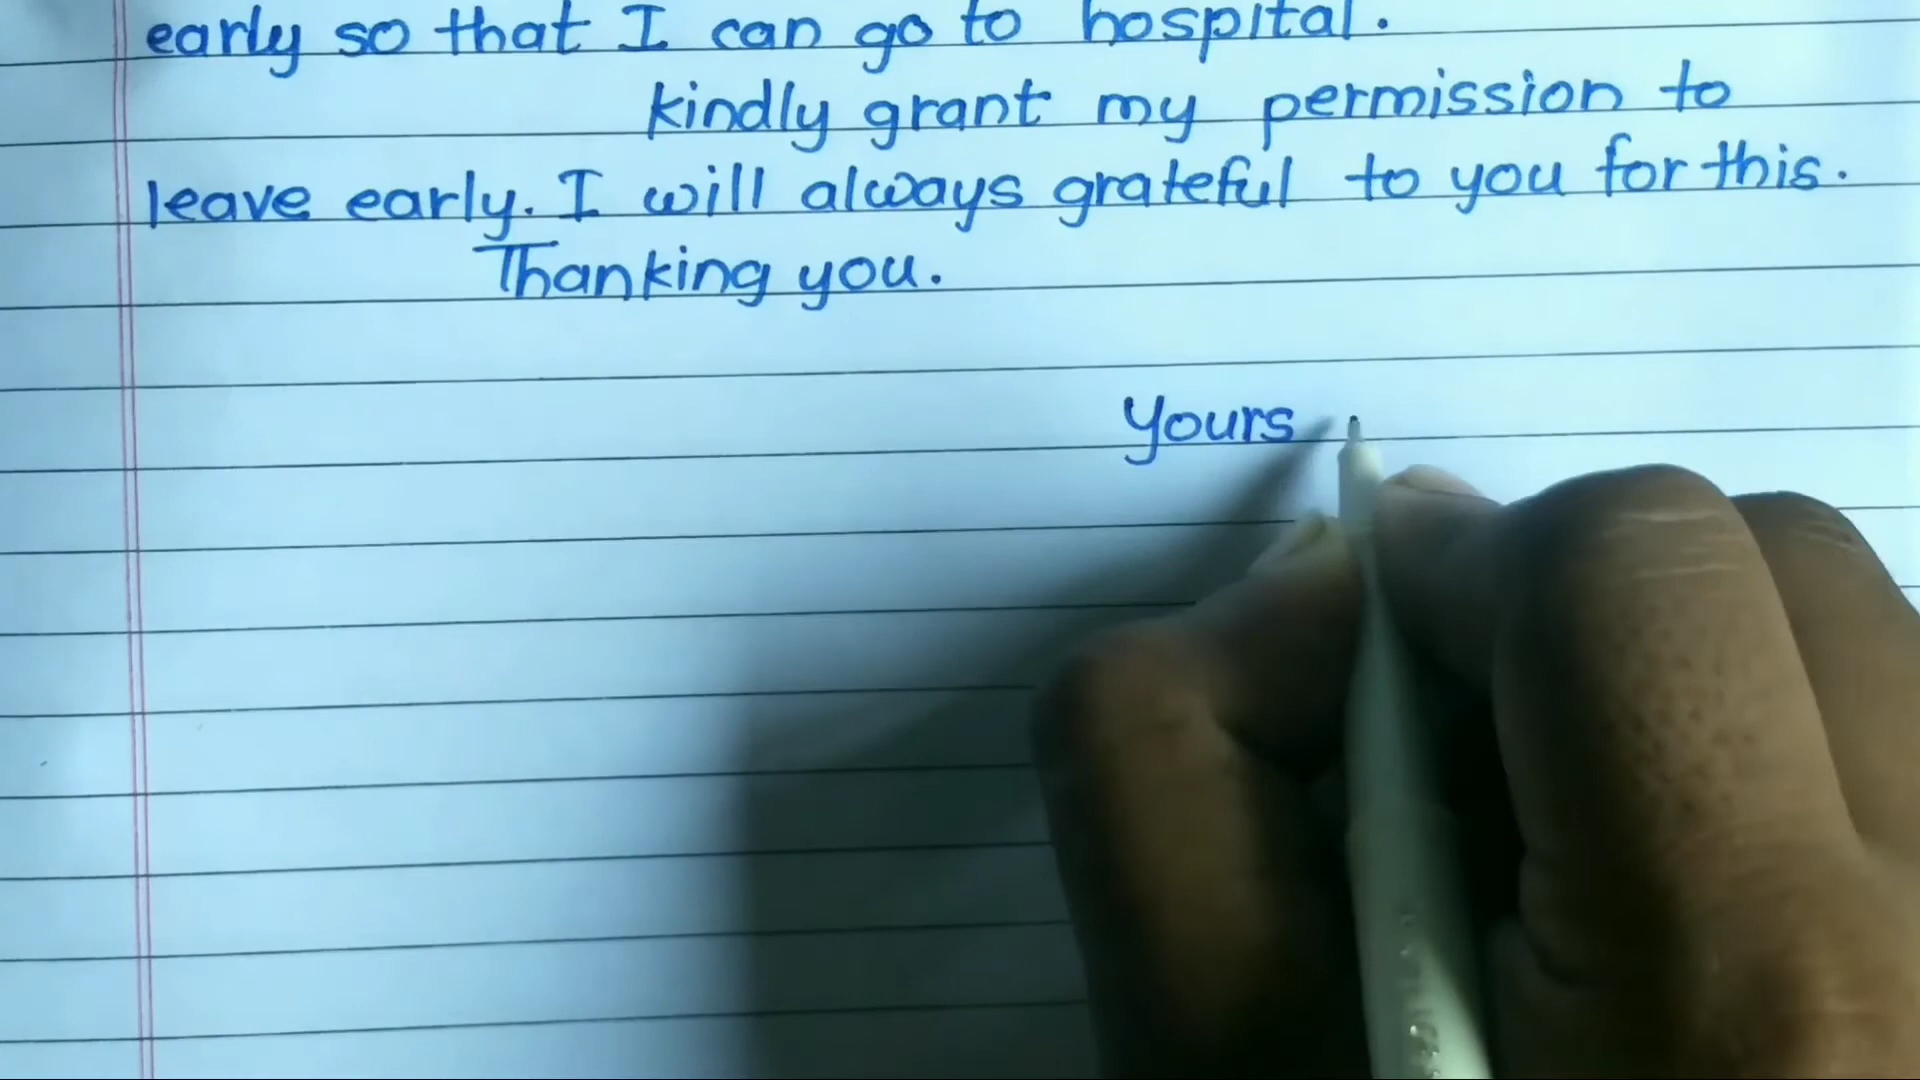 early so that I can go to hospital.
kindly grant my permission to
leave early. I will always grateful to you for this.
Thanking you.
Yours